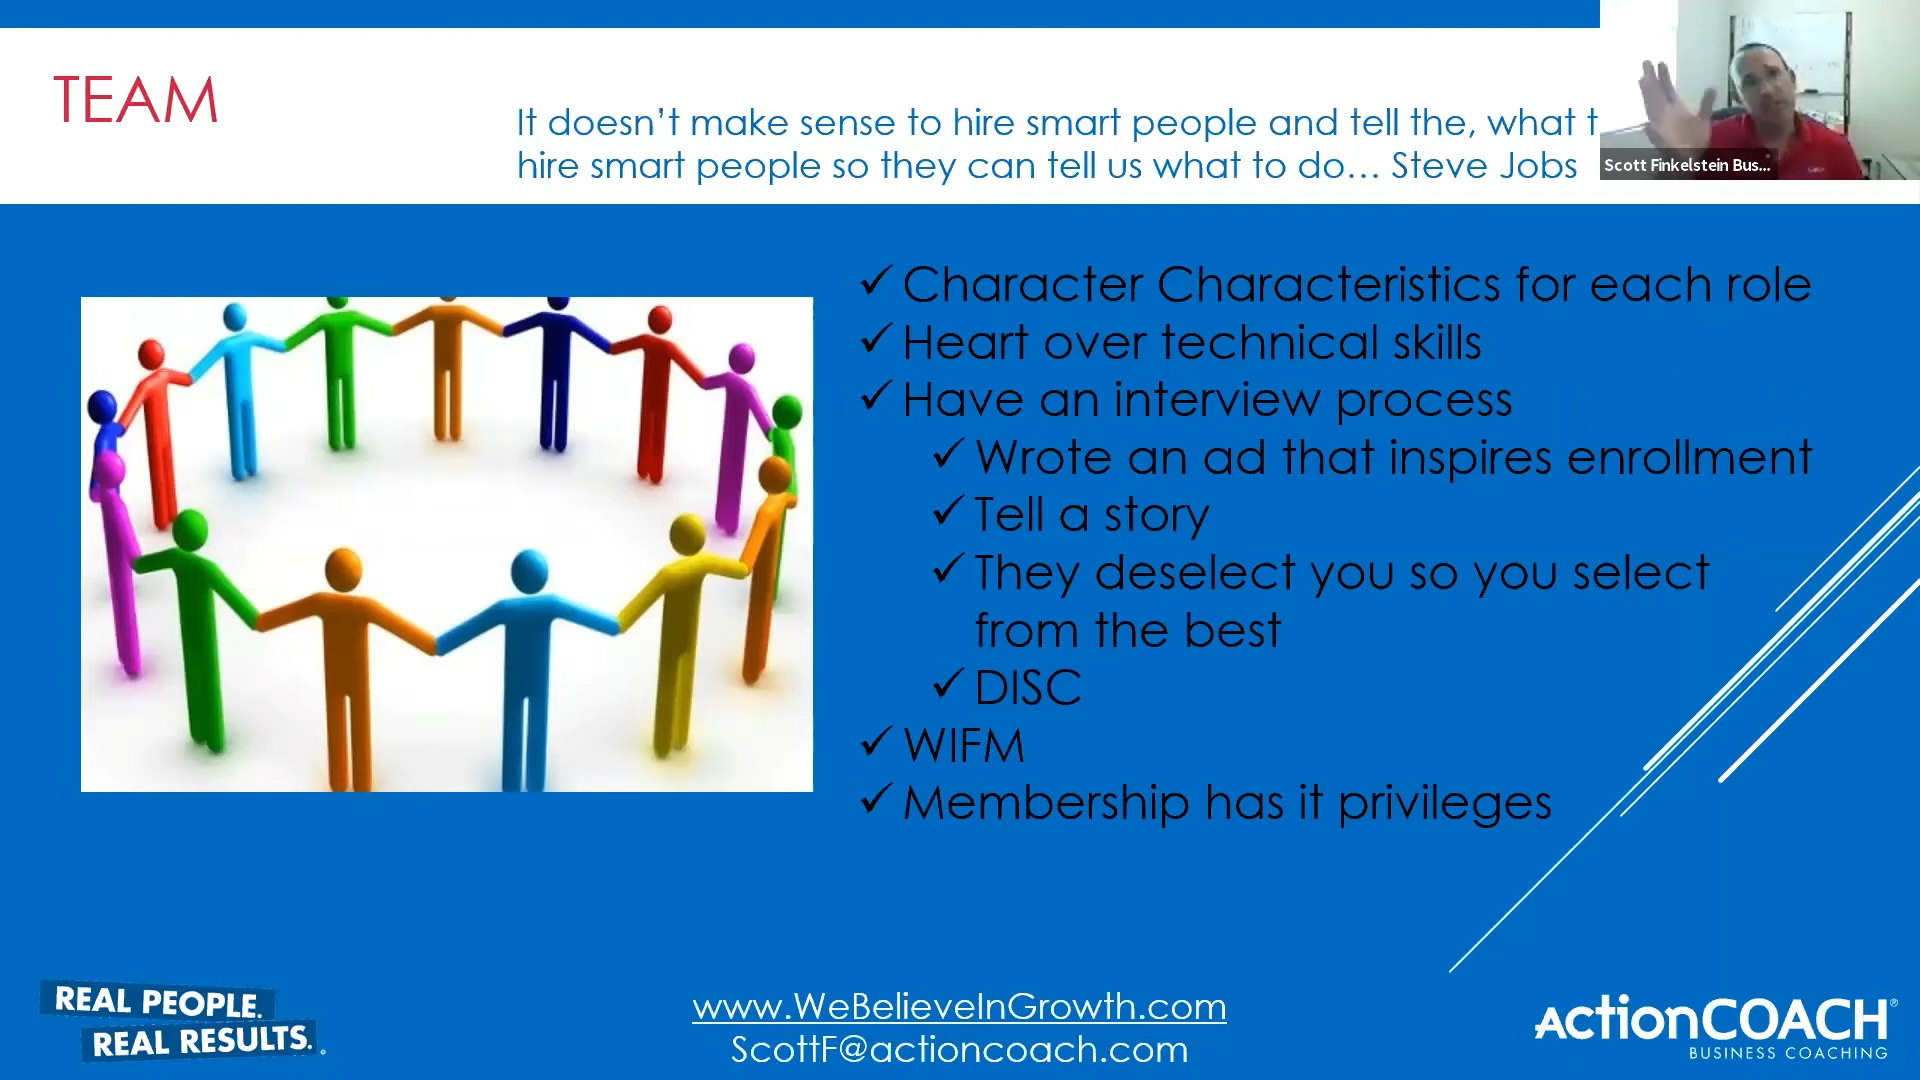 TEAM
It doesn’t make sense to hire smart people and tell the, what t
hire smart people so they can tell us what to do... Steve Jobs
Scott Finkelstein Bus...
✓ Character Characteristics for each role
✓ Heart over technical skills
✓ Have an interview process
✓ Wrote an ad that inspires enrollment
✓ Tell a story
✓ They deselect you so you select
from the best
✓ DISC
✓ WIFM
✓ Membership has it privileges
REAL PEOPLE.
REAL RESULTS.
www.WeBelieveInGrowth.com
ScottF@actioncoach.com
ActionCOACH®
BUSINESS COACHING